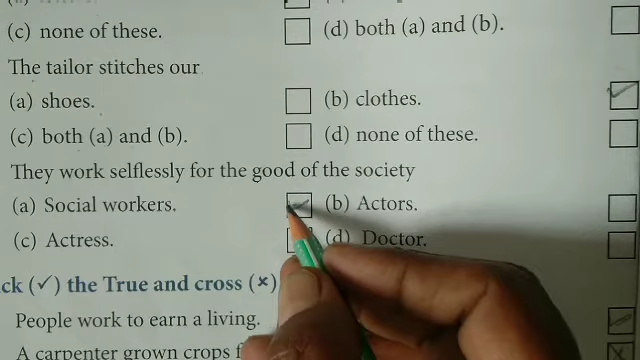 (c) none of these. (d) both (a) and (b).
The tailor stitches our
(a) shoes. (b) clothes.
(c) both (a) and (b). (d) none of these.
They work selflessly for the good of the society
(a) Social workers. (b) Actors.
(c) Actress. (d) Doctor.
ck (✓) the True and cross (×)
People work to earn a living.
A carpenter grown crops f